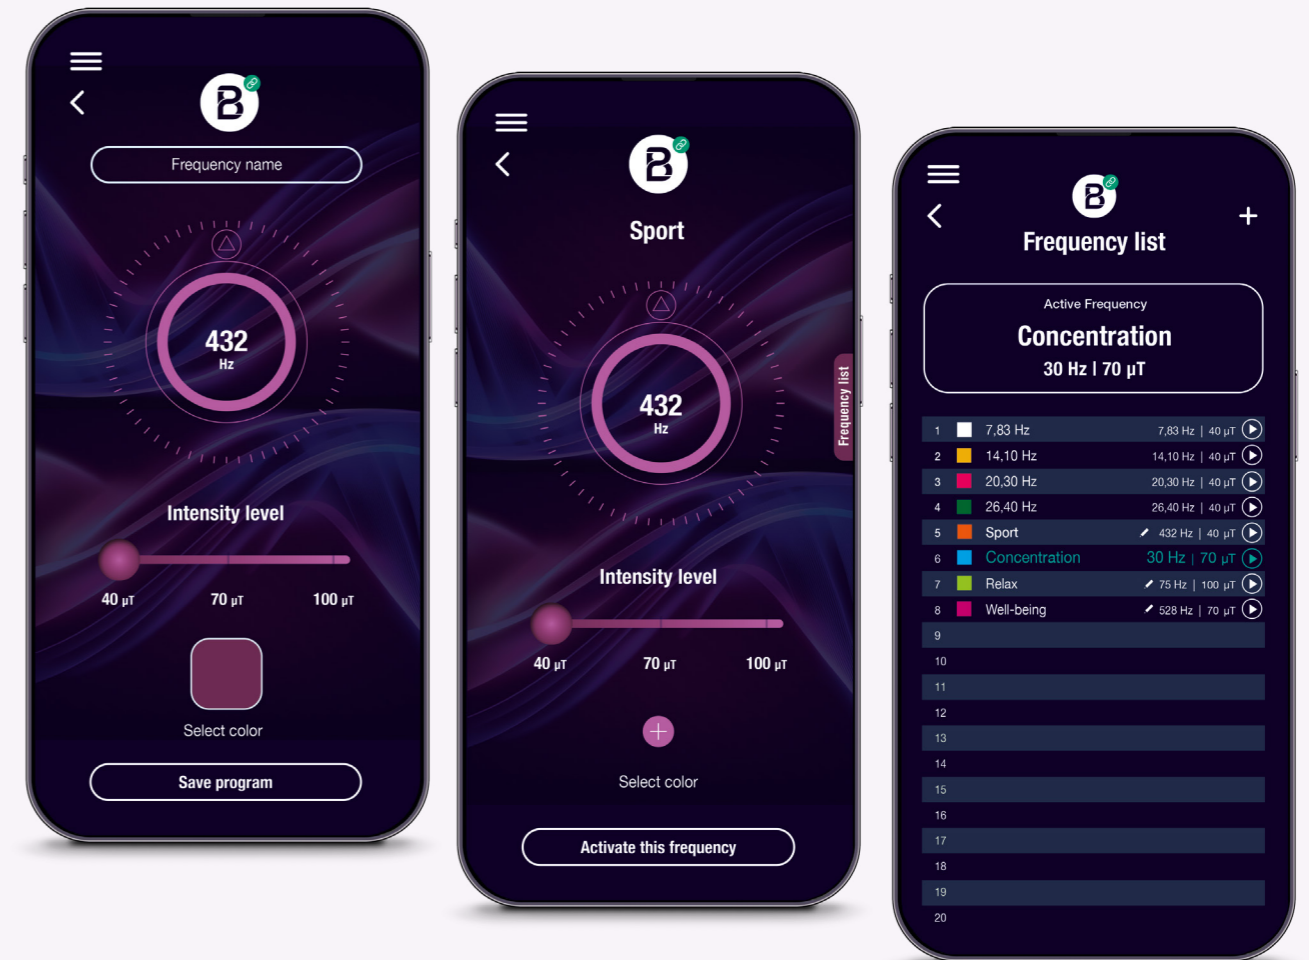 B
Frequency name
432
Hz
Intensity level
40 µT 70 µT 100 µT
Select color
Save program
B
Sport
432
Hz
Frequency list
Intensity level
40 µT 70 µT 100 µT
Select color
Activate this frequency
B
Frequency list
Active Frequency
Concentration
30 Hz | 70 µT
1 7,83 Hz 7,83 Hz | 40 µT
2 14,10 Hz 14,10 Hz | 40 µT
3 20,30 Hz 20,30 Hz | 40 µT
4 26,40 Hz 26,40 Hz | 40 µT
5 Sport 432 Hz | 40 µT
6 Concentration 30 Hz | 70 µT
7 Relax 75 Hz | 100 µT
8 Well-being 528 Hz | 70 µT
9
10
11
12
13
14
15
16
17
18
19
20